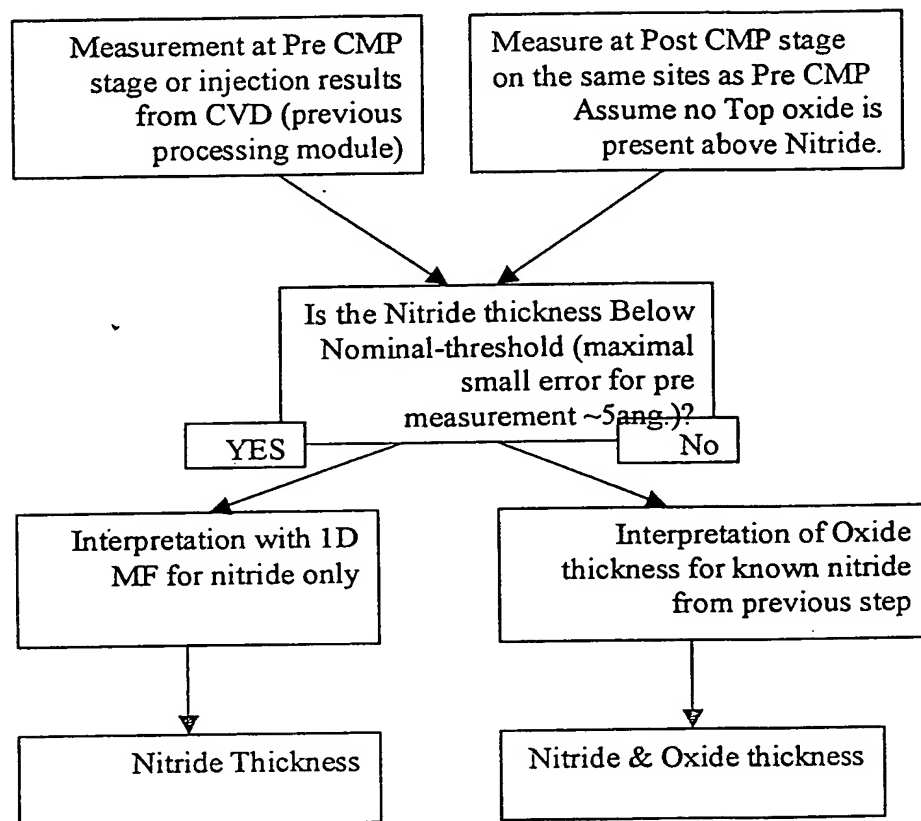 Measurement at Pre CMP
stage or injection results
from CVD (previous
processing module)
Measure at Post CMP stage
on the same sites as Pre CMP
Assume no Top oxide is
present above Nitride.
Is the Nitride thickness Below
Nominal-threshold (maximal
small error for pre
measurement ~5ang.)?
YES
No
Interpretation with 1D
MF for nitride only
Interpretation of Oxide
thickness for known nitride
from previous step
Nitride Thickness
Nitride & Oxide thickness